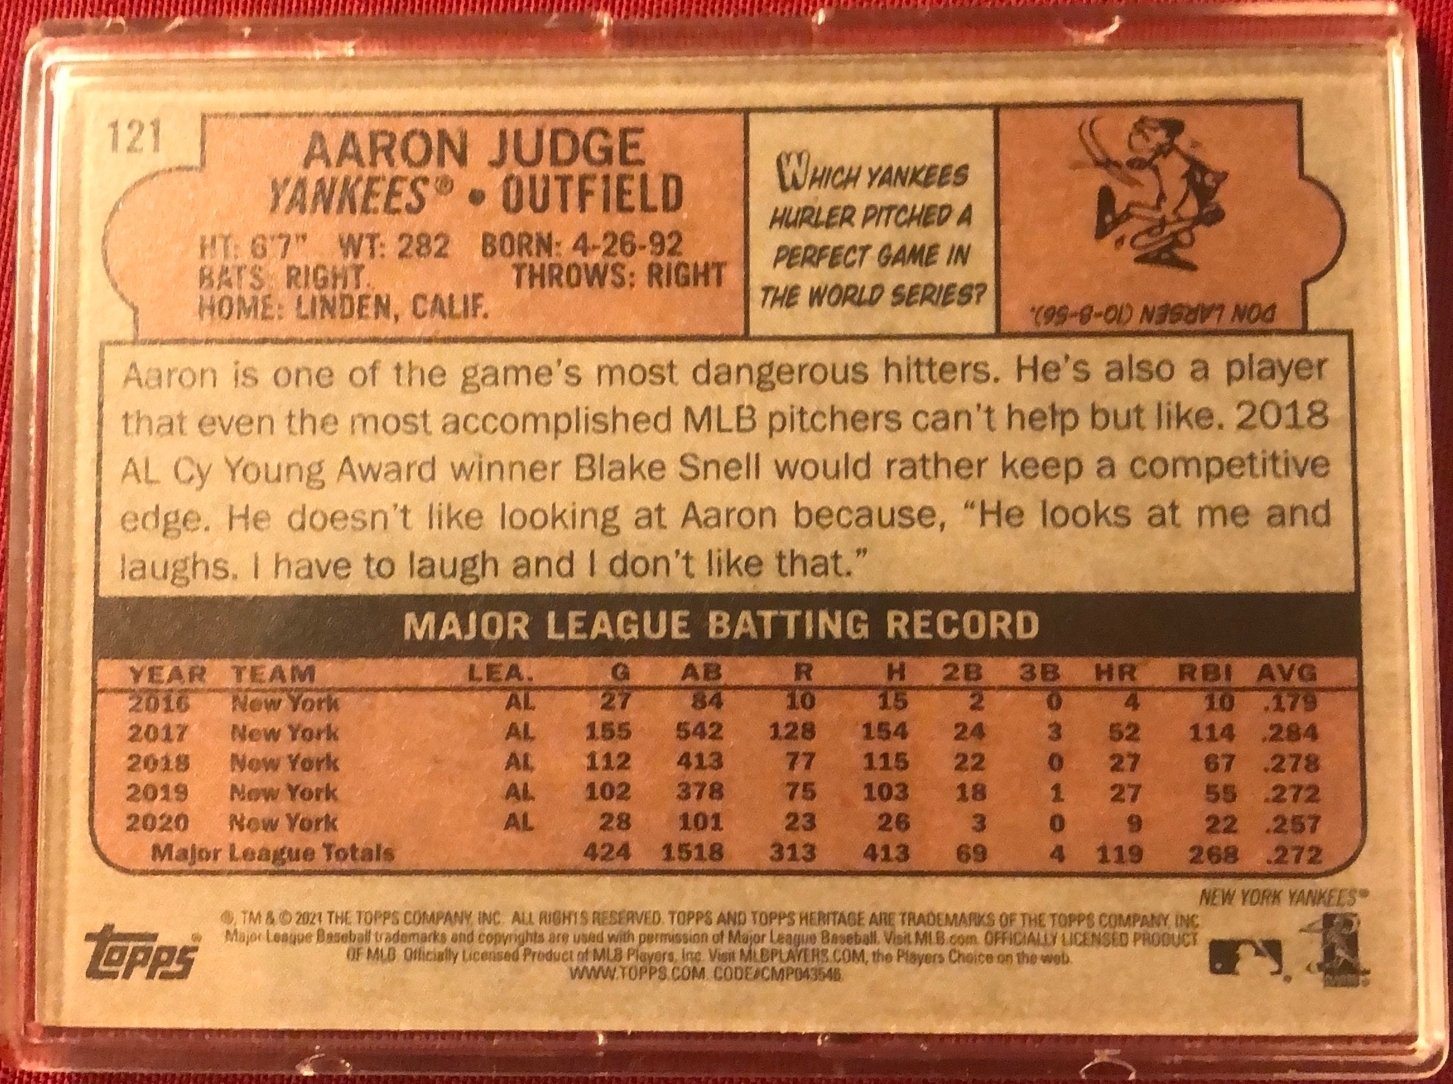 121
AARON JUDGE
YANKEES® • OUTFIELD
HT: 6'7" WT: 282 BORN: 4-26-92
BATS: RIGHT. THROWS: RIGHT
HOME: LINDEN, CALIF.
WHICH YANKEES
HURLER PITCHED A
PERFECT GAME IN
THE WORLD SERIES?
DON LARSEN (10-8-56).
Aaron is one of the game's most dangerous hitters. He's also a player
that even the most accomplished MLB pitchers can't help but like. 2018
AL Cy Young Award winner Blake Snell would rather keep a competitive
edge. He doesn't like looking at Aaron because, “He looks at me and
laughs. I have to laugh and I don't like that.”
MAJOR LEAGUE BATTING RECORD
YEAR TEAM LEA. G AB R H 2B 3B HR RBI AVG
2016 New York AL 27 84 10 15 2 0 4 10 .179
2017 New York AL 155 542 128 154 24 3 52 114 .284
2018 New York AL 112 413 77 115 22 0 27 67 .278
2019 New York AL 102 378 75 103 18 1 27 55 .272
2020 New York AL 28 101 23 26 3 0 9 22 .257
Major League Totals 424 1518 313 413 69 4 119 268 .272
NEW YORK YANKEES®
TOPPS®
®, TM & © 2021 THE TOPPS COMPANY, INC. ALL RIGHTS RESERVED. TOPPS AND TOPPS HERITAGE ARE TRADEMARKS OF THE TOPPS COMPANY, INC.
Major League Baseball trademarks and copyrights are used with permission of Major League Baseball. Visit MLB.com. OFFICIALLY LICENSED PRODUCT
OF MLB Officially Licensed Product of MLB Players, Inc. Visit MLBPLAYERS.COM, the Players Choice on the web.
WWW.TOPPS.COM. CODE#CMP043546